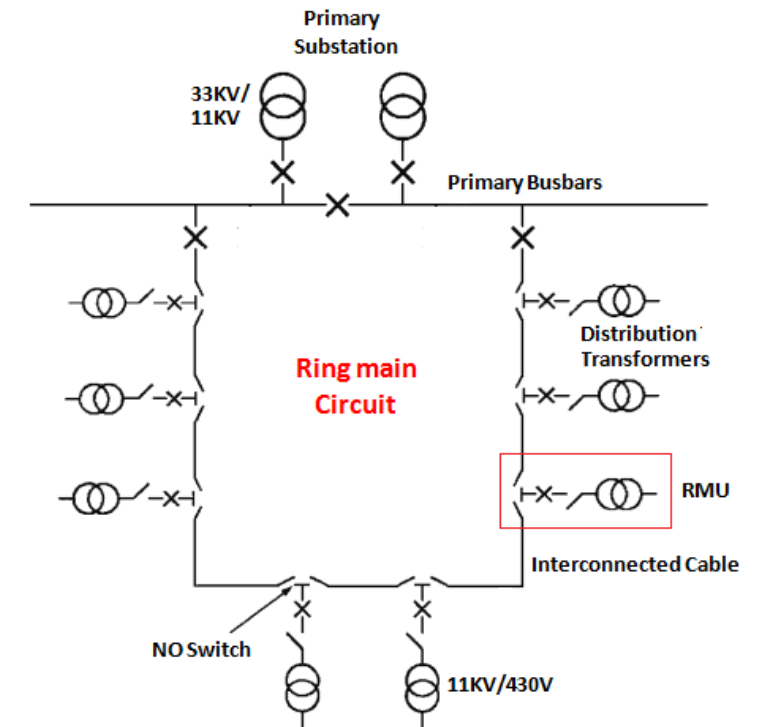 Primary
Substation
33KV/
11KV
Primary Busbars
Distribution
Transformers
Ring main
Circuit
RMU
Interconnected Cable
NO Switch
11KV/430V